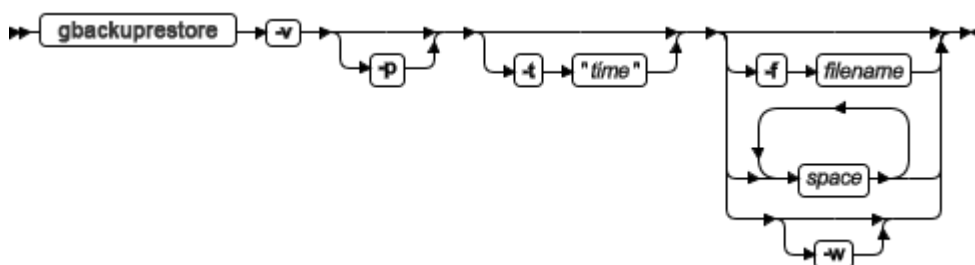 gbackuprestore -v
-p
-t "time"
-f filename
space
-w